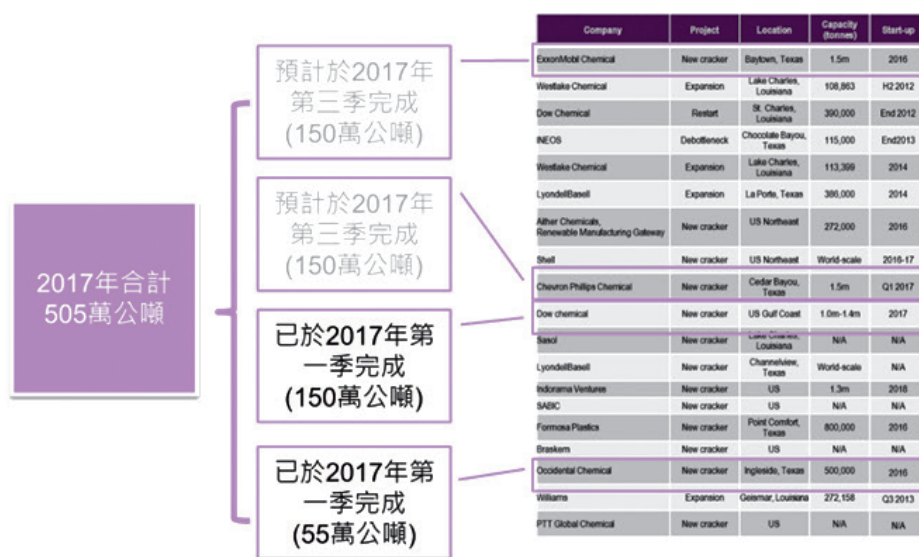 2017年合計
505萬公噸
預計於2017年
第三季完成
(150萬公噸)
預計於2017年
第三季完成
(150萬公噸)
已於2017年第
一季完成
(150萬公噸)
已於2017年第
一季完成
(55萬公噸)
Company Project Location Capacity (tonnes) Start-up
ExxonMobil Chemical New cracker Baytown, Texas 1.5m 2016
Westlake Chemical Expansion Lake Charles, Louisiana 108,863 H2 2012
Dow Chemical Restart St. Charles, Louisiana 390,000 End 2012
INEOS Debottleneck Chocolate Bayou, Texas 115,000 End2013
Westlake Chemical Expansion Lake Charles, Louisiana 113,399 2014
LyondellBasell Expansion La Porte, Texas 386,000 2014
Aither Chemicals, Renewable Manufacturing Gateway New cracker US Northeast 272,000 2016
Shell New cracker US Northeast World-scale 2016-17
Chevron Phillips Chemical New cracker Cedar Bayou, Texas 1.5m Q1 2017
Dow chemical New cracker US Gulf Coast 1.0m-1.4m 2017
Sasol New cracker Lake Charles, Louisiana N/A N/A
LyondellBasell New cracker Channelview, Texas World-scale N/A
Indorama Ventures New cracker US 1.3m 2018
SABIC New cracker US N/A N/A
Formosa Plastics New cracker Point Comfort, Texas 800,000 2016
Braskem New cracker US N/A N/A
Occidental Chemical New cracker Ingleside, Texas 500,000 2016
Williams Expansion Geismar, Louisiana 272,158 Q3 2013
PTT Global Chemical New cracker US N/A N/A